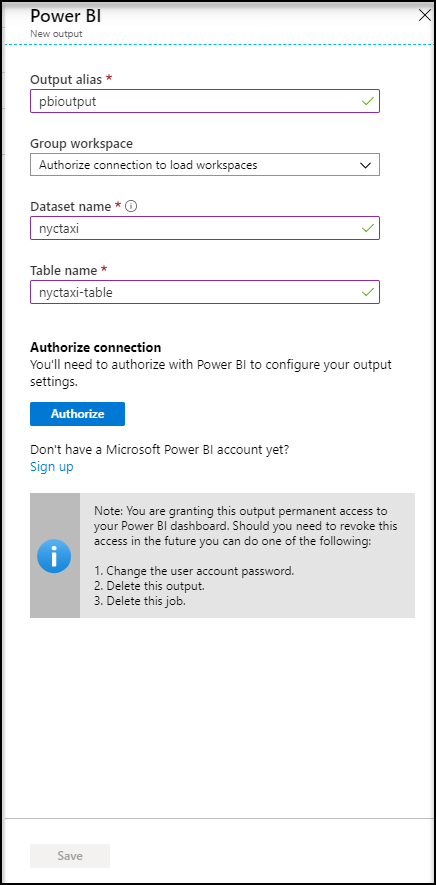 Power BI
New output
Output alias *
pbioutput
Group workspace
Authorize connection to load workspaces
Dataset name *
nyctaxi
Table name *
nyctaxi-table
Authorize connection
You'll need to authorize with Power BI to configure your output
settings.
Authorize
Don't have a Microsoft Power BI account yet?
Sign up
Note: You are granting this output permanent access to
your Power BI dashboard. Should you need to revoke this
access in the future you can do one of the following:
1. Change the user account password.
2. Delete this output.
3. Delete this job.
Save